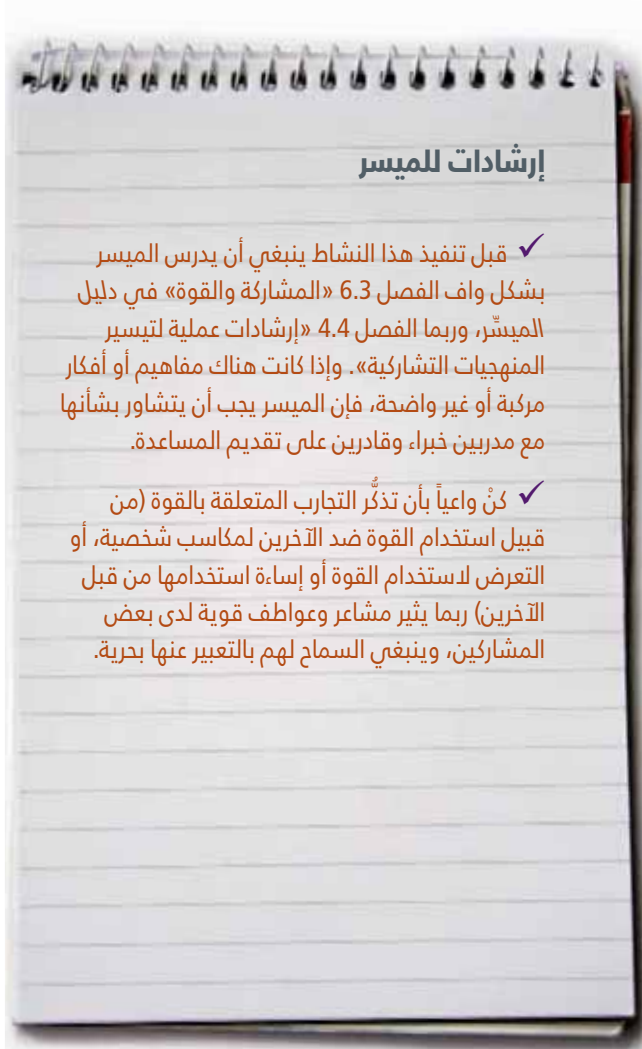 إرشادات للميسر
✓ قبل تنفيذ هذا النشاط ينبغي أن يدرس الميسر
بشكل واف الفصل 6.3 «المشاركة والقوة» في دليل
الميسِّر، وربما الفصل 4.4 «إرشادات عملية لتيسير
المنهجيات التشاركية». وإذا كانت هناك مفاهيم أو أفكار
مركبة أو غير واضحة، فإن الميسر يجب أن يتشاور بشأنها
مع مدربين خبراء وقادرين على تقديم المساعدة.
✓ كنْ واعياً بأن تذكُّر التجارب المتعلقة بالقوة (من
قبيل استخدام القوة ضد الآخرين لمكاسب شخصية، أو
التعرض لاستخدام القوة أو إساءة استخدامها من قبل
الآخرين) ربما يثير مشاعر وعواطف قوية لدى بعض
المشاركين، وينبغي السماح لهم بالتعبير عنها بحرية.